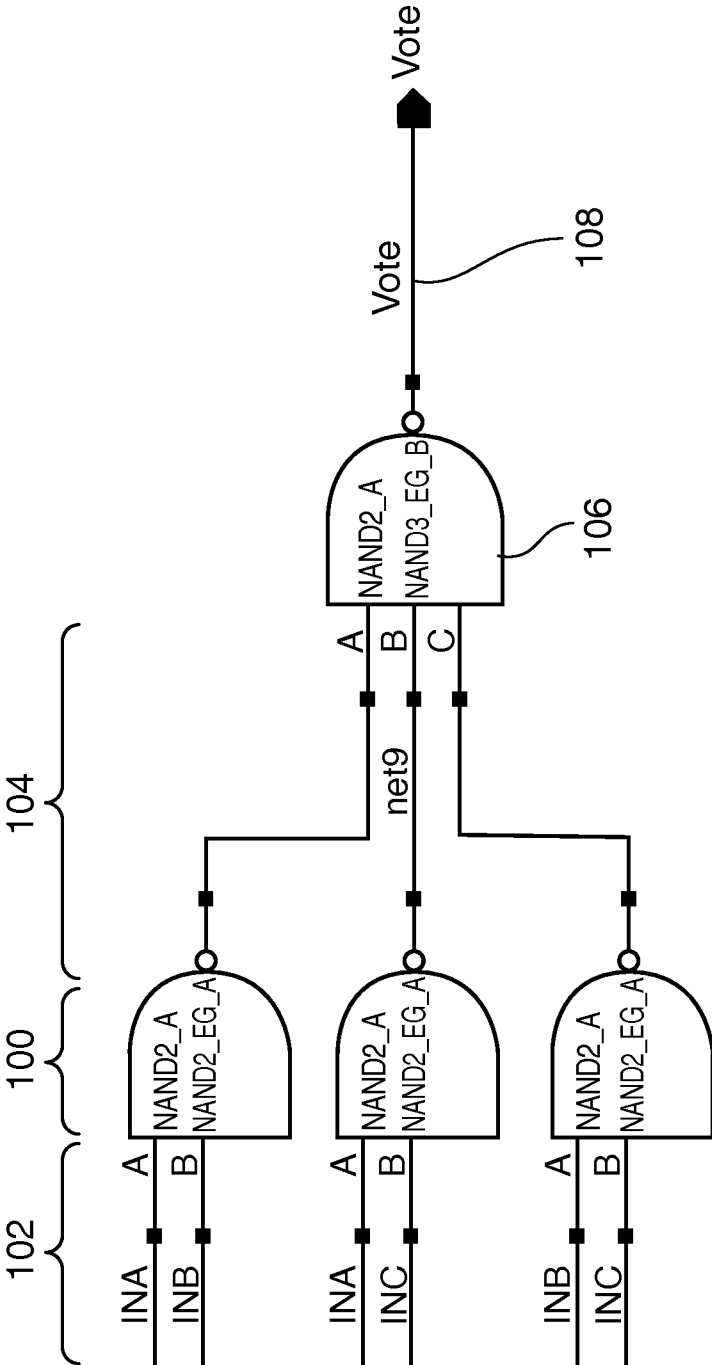 102
100
104
INA
A
INB
B
NAND2_A
NAND2_EG_A
INA
A
INC
B
NAND2_A
NAND2_EG_A
INB
A
INC
B
NAND2_A
NAND2_EG_A
net9
A
B
C
NAND2_A
NAND3_EG_B
106
Vote
108
Vote